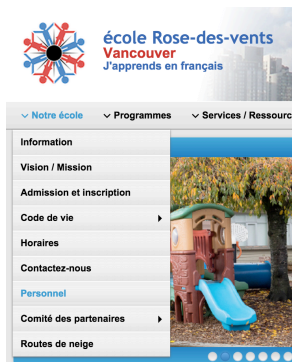 école Rose-des-vents
Vancouver
J'apprends en français
Notre école Programmes Services / Ressourc
Information
Vision / Mission
Admission et inscription
Code de vie
Horaires
Contactez-nous
Personnel
Comité des partenaires
Routes de neige